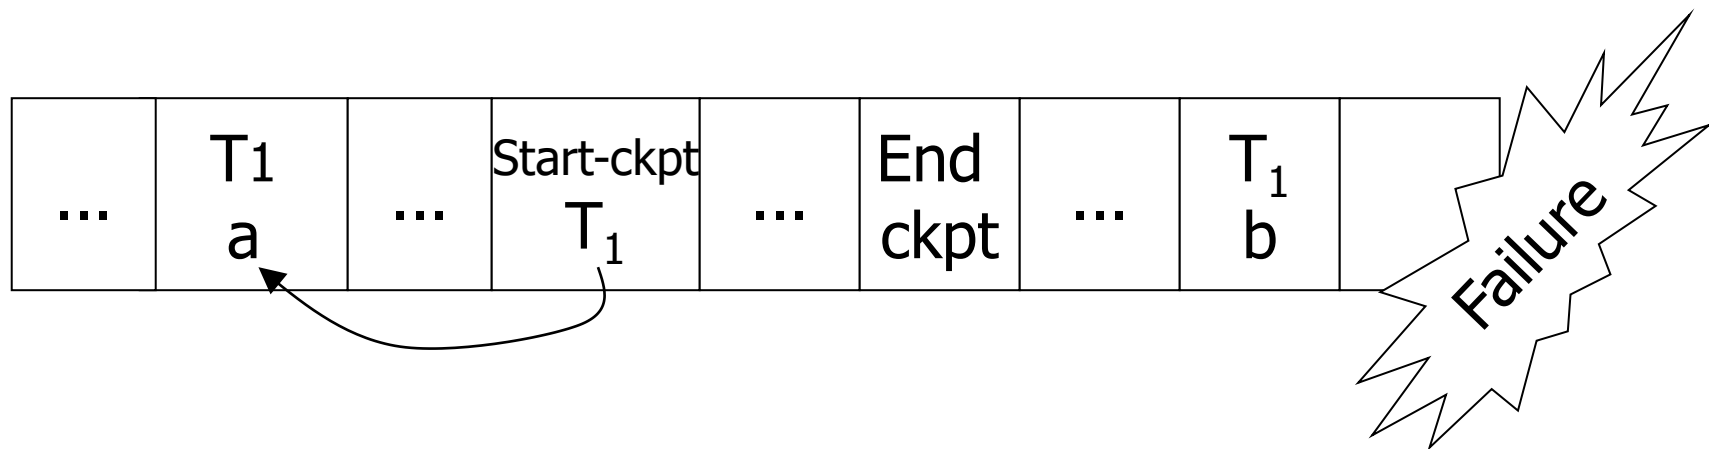 ...
T1
a
...
Start-ckpt
T₁
...
End
ckpt
...
T₁
b
Failure